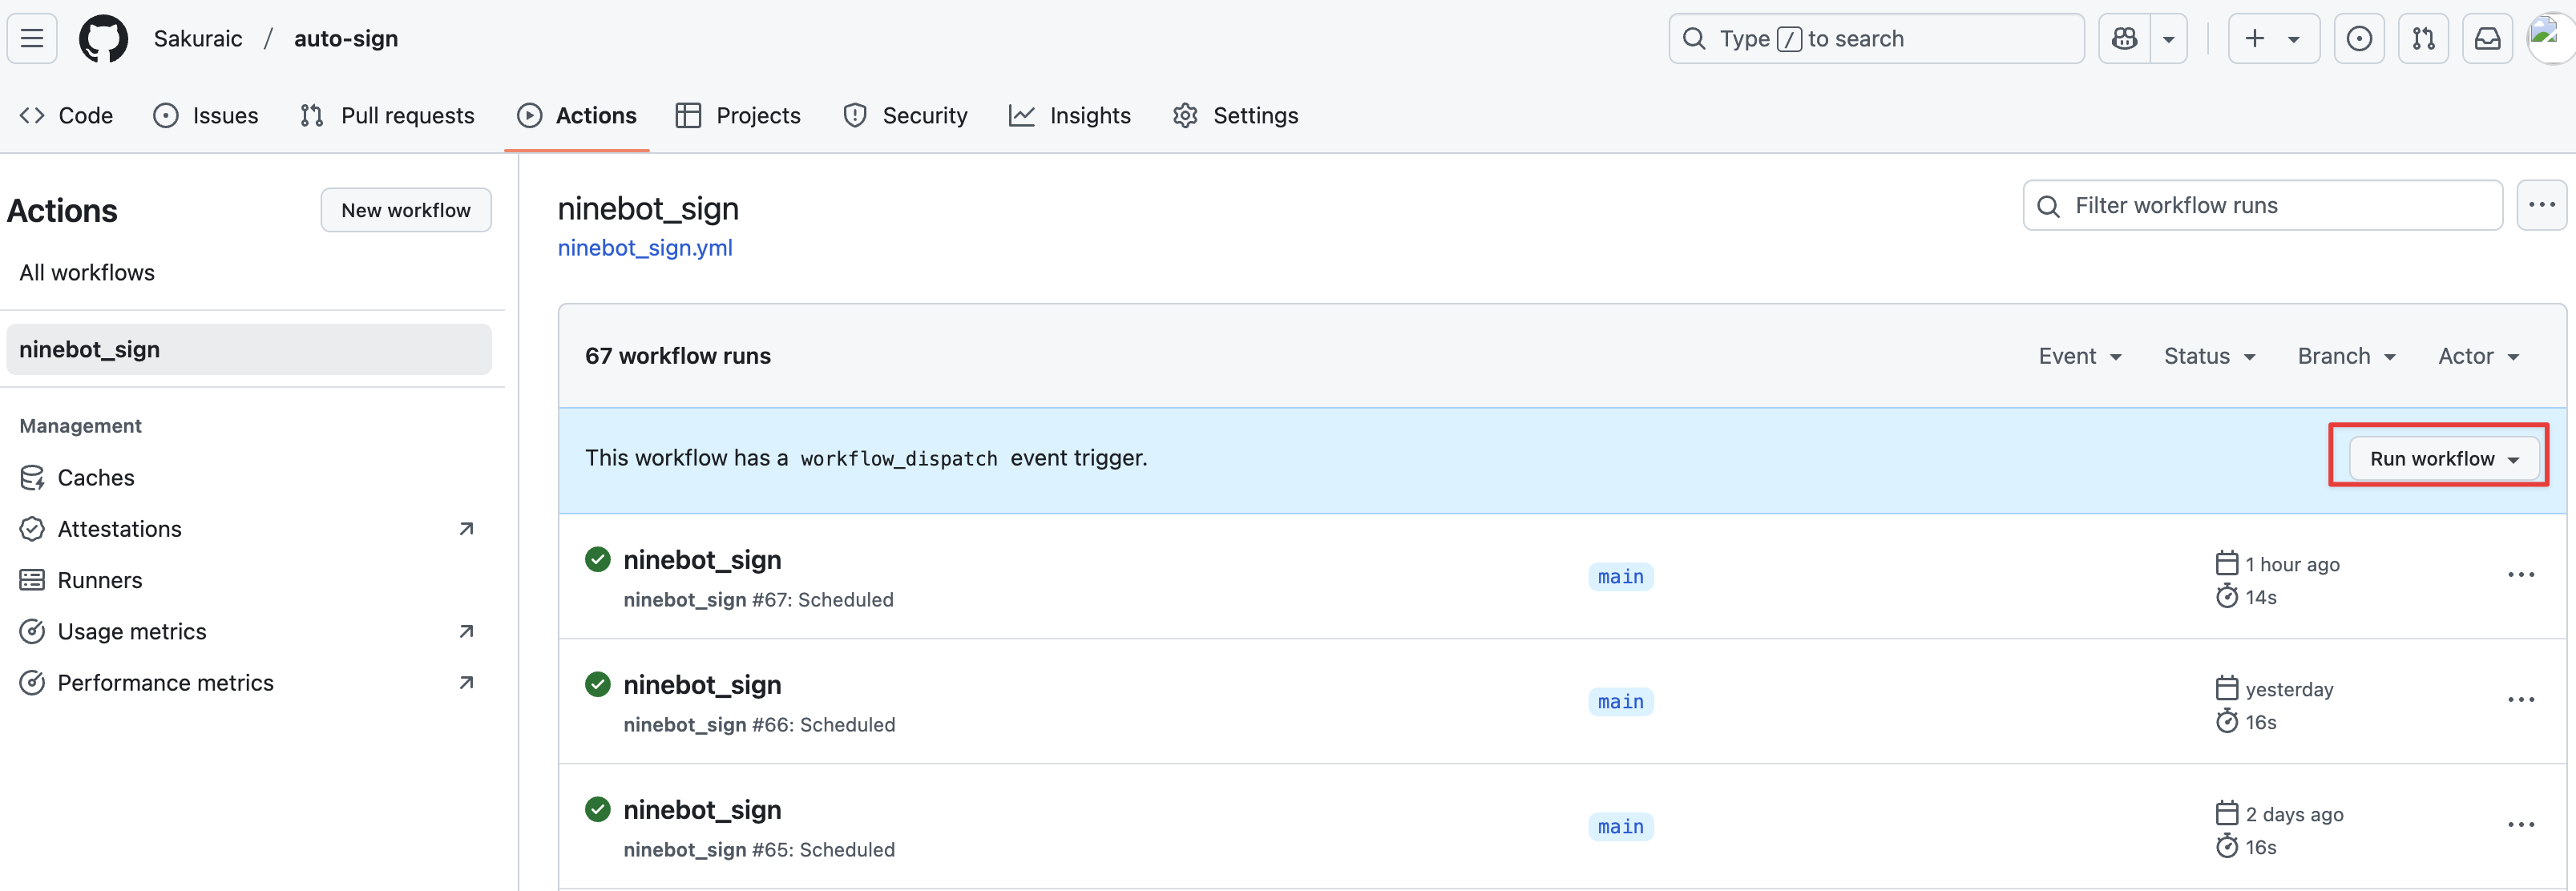 Sakuraic / auto-sign
Type / to search
Code
Issues
Pull requests
Actions
Projects
Security
Insights
Settings
Actions
New workflow
All workflows
ninebot_sign
Management
Caches
Attestations
Runners
Usage metrics
Performance metrics
ninebot_sign
ninebot_sign.yml
Filter workflow runs
67 workflow runs
Event
Status
Branch
Actor
This workflow has a workflow_dispatch event trigger.
Run workflow
ninebot_sign
ninebot_sign #67: Scheduled
main
1 hour ago
14s
ninebot_sign
ninebot_sign #66: Scheduled
main
yesterday
16s
ninebot_sign
ninebot_sign #65: Scheduled
main
2 days ago
16s